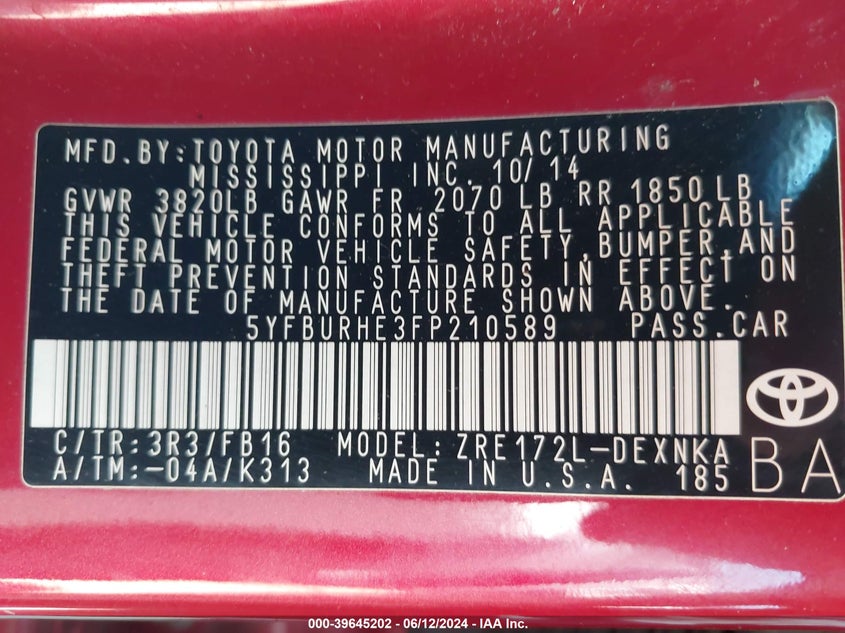 MFD.BY:TOYOTA MOTOR MANUFACTURING
MISSISSIPPI INC. 10/14
GVWR 3820LB GAWR FR 2070 LB RR 1850 LB
THIS VEHICLE CONFORMS TO ALL APPLICABLE
FEDERAL MOTOR VEHICLE SAFETY, BUMPER, AND
THEFT PREVENTION STANDARDS IN EFFECT ON
THE DATE OF MANUFACTURE SHOWN ABOVE.
5YFBURHE3FP210589 PASS.CAR
C/TR:3R3/FB16 MODEL:ZRE172L-DEXNKA
A/TM:-04A/K313 MADE IN U.S.A. 185
BA
000-39645202 - 06/12/2024 - IAA Inc.